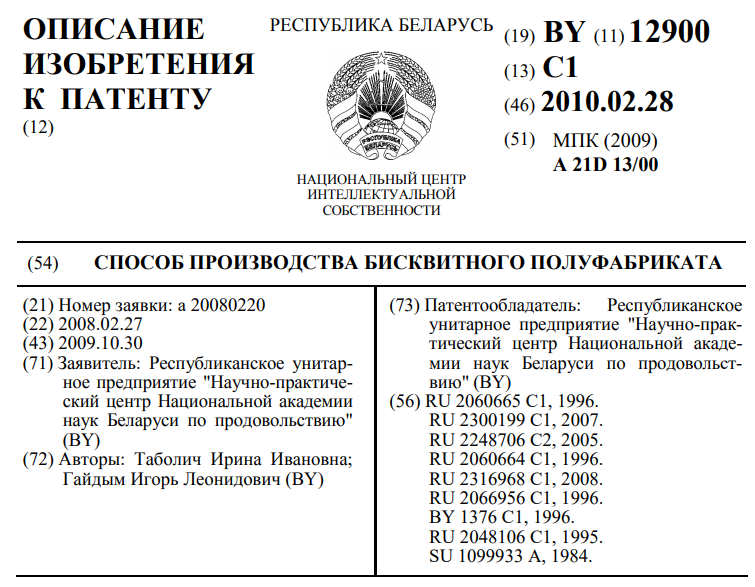 ОПИСАНИЕ
ИЗОБРЕТЕНИЯ
К ПАТЕНТУ
(12)
РЕСПУБЛИКА БЕЛАРУСЬ
НАЦИОНАЛЬНЫЙ ЦЕНТР
ИНТЕЛЛЕКТУАЛЬНОЙ
СОБСТВЕННОСТИ
(19) BY (11) 12900
(13) C1
(46) 2010.02.28
(51) МПК (2009)
A 21D 13/00
(54) СПОСОБ ПРОИЗВОДСТВА БИСКВИТНОГО ПОЛУФАБРИКАТА
(21) Номер заявки: a 20080220
(22) 2008.02.27
(43) 2009.10.30
(71) Заявитель: Республиканское унитар-
ное предприятие "Научно-практиче-
ский центр Национальной академии
наук Беларуси по продовольствию"
(BY)
(72) Авторы: Таболич Ирина Ивановна;
Гайдым Игорь Леонидович (BY)
(73) Патентообладатель: Республиканское
унитарное предприятие "Научно-прак-
тический центр Национальной акаде-
мии наук Беларуси по продовольст-
вию" (BY)
(56) RU 2060665 C1, 1996.
RU 2300199 C1, 2007.
RU 2248706 C2, 2005.
RU 2060664 C1, 1996.
RU 2316968 C1, 2008.
RU 2066956 C1, 1996.
BY 1376 C1, 1996.
RU 2048106 C1, 1995.
SU 1099933 A, 1984.